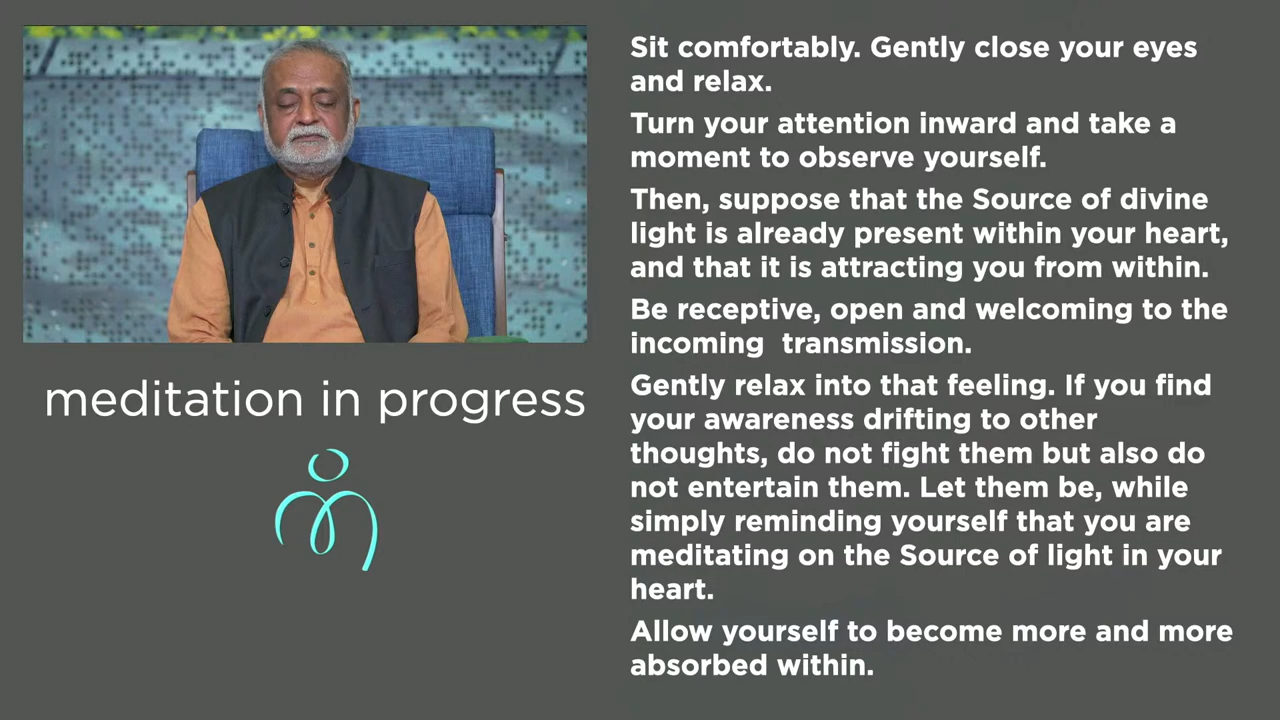 Sit comfortably. Gently close your eyes
and relax.
Turn your attention inward and take a
moment to observe yourself.
Then, suppose that the Source of divine
light is already present within your heart,
and that it is attracting you from within.
Be receptive, open and welcoming to the
incoming  transmission.
Gently relax into that feeling. If you find
your awareness drifting to other
thoughts, do not fight them but also do
not entertain them. Let them be, while
simply reminding yourself that you are
meditating on the Source of light in your
heart.
Allow yourself to become more and more
absorbed within.
meditation in progress